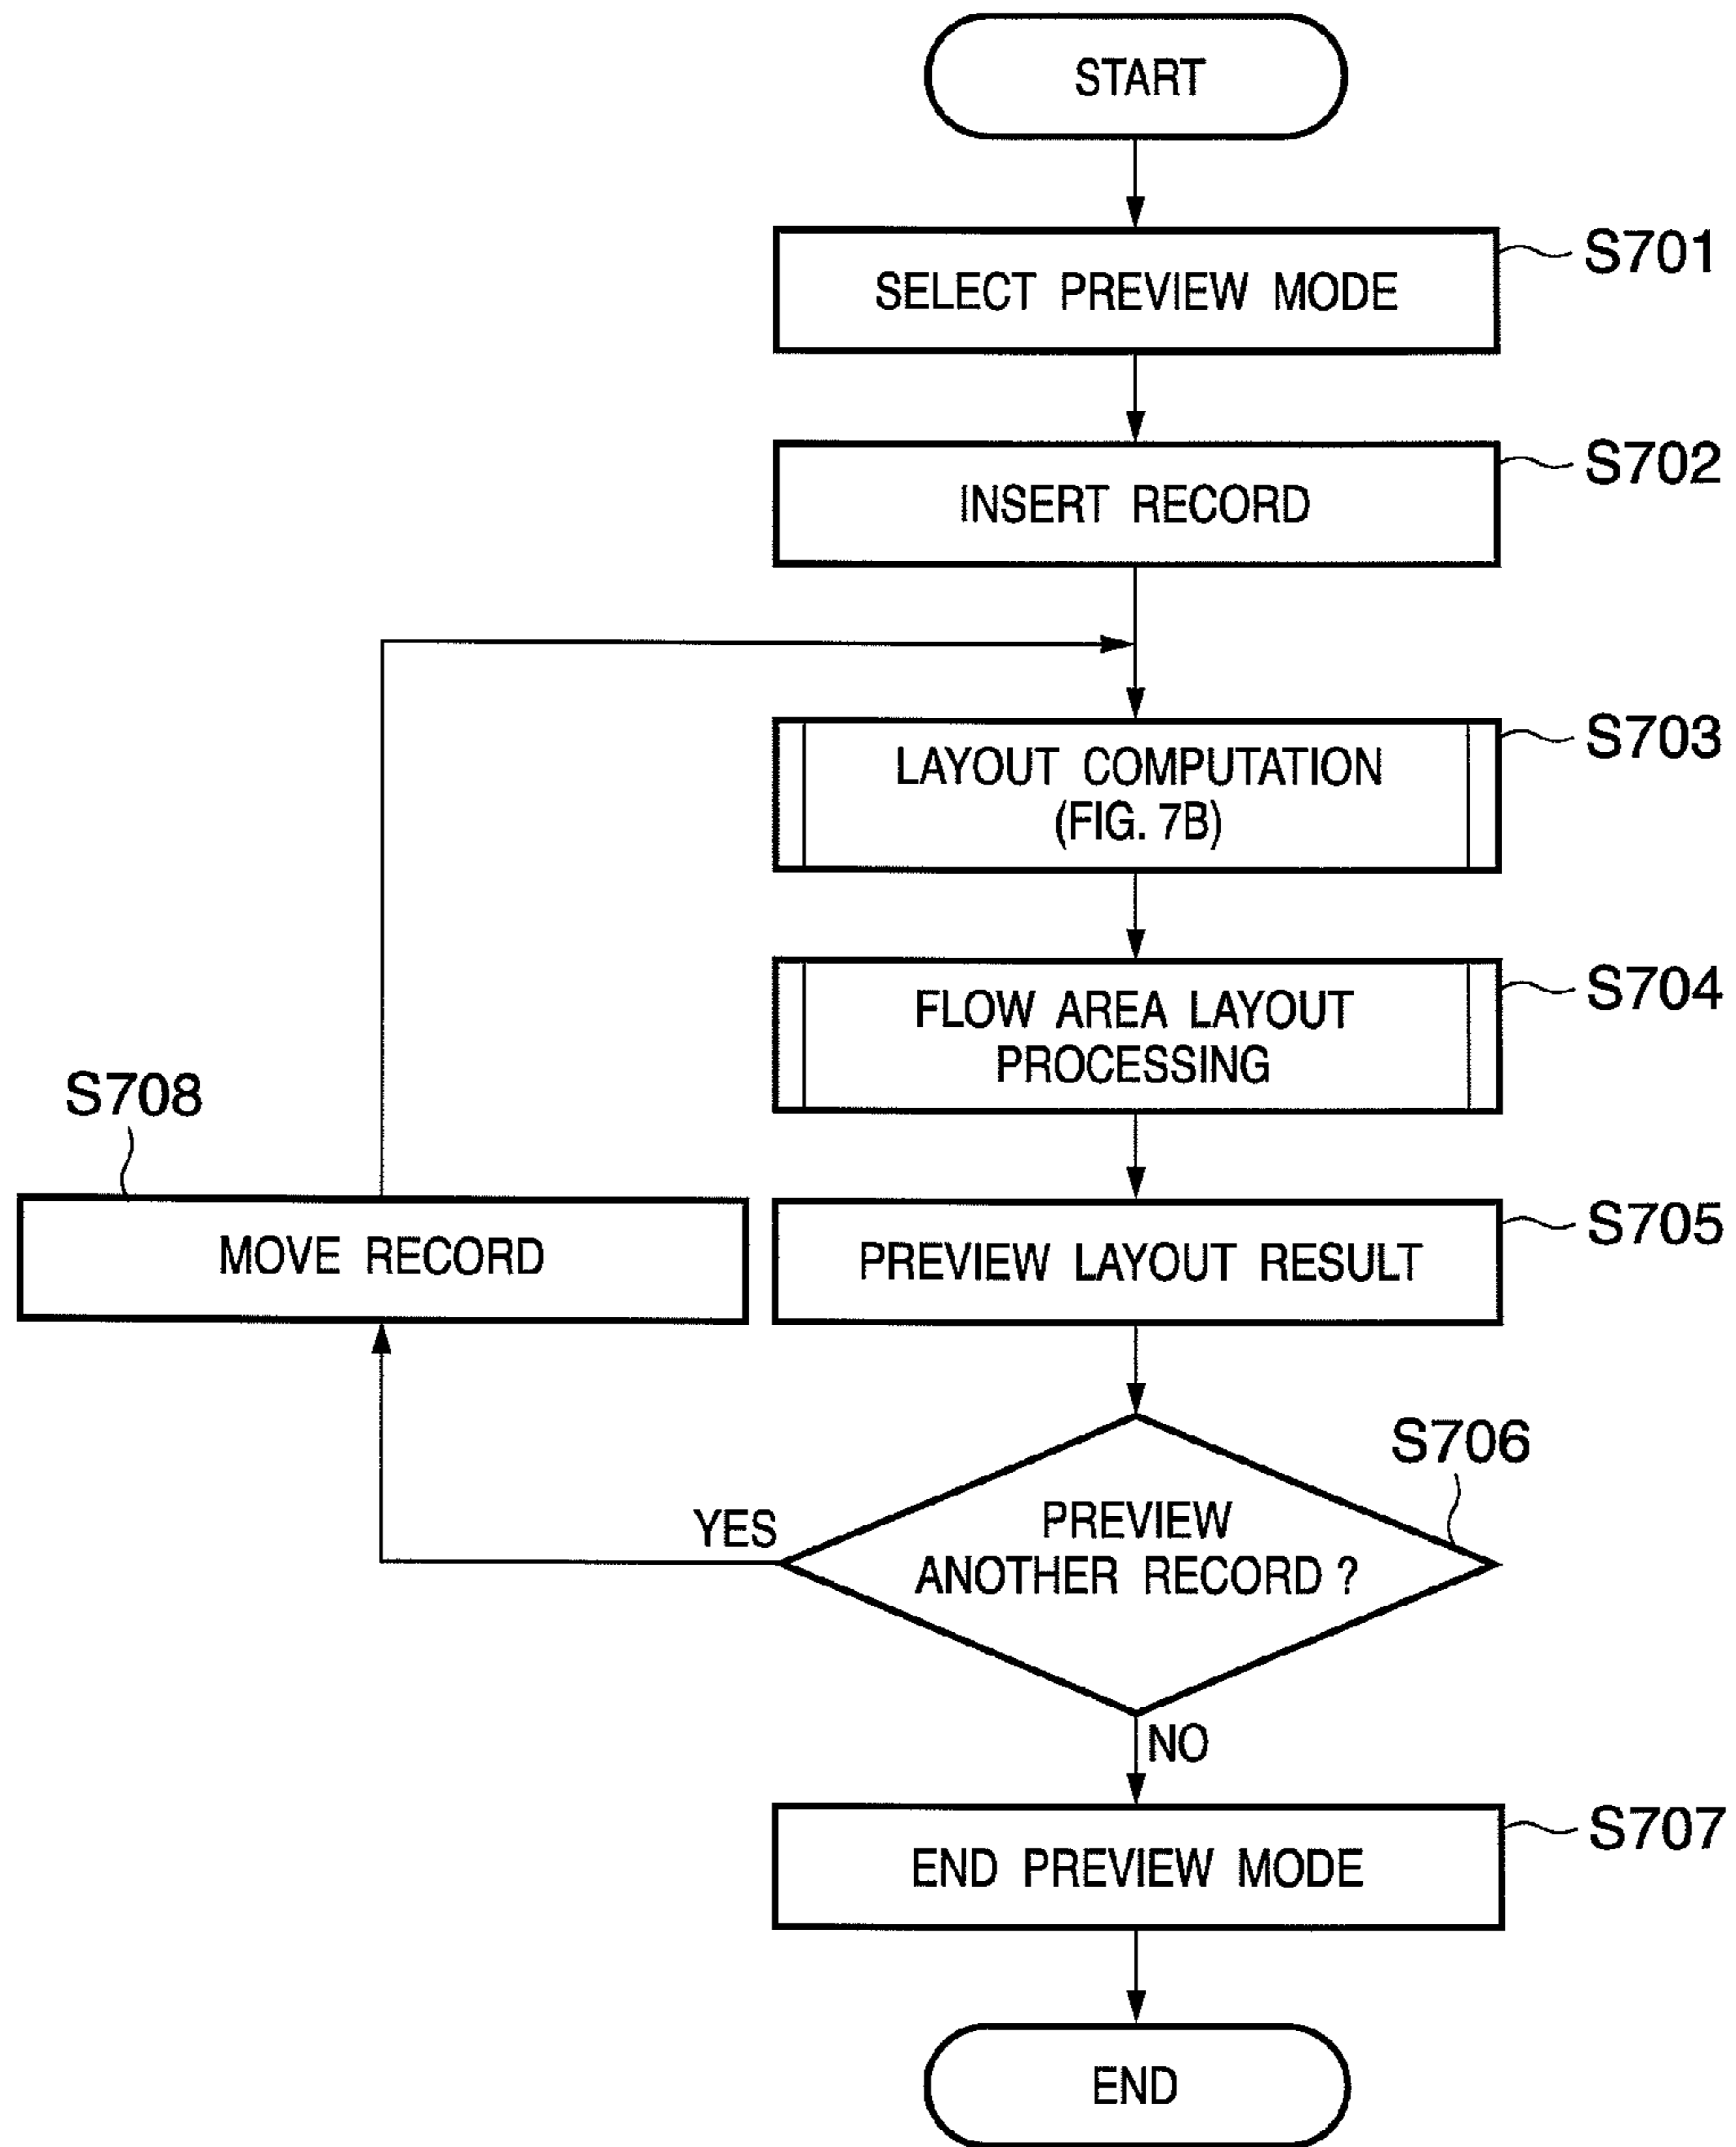 START
SELECT PREVIEW MODE
S701
INSERT RECORD
S702
LAYOUT COMPUTATION
(FIG. 7B)
S703
FLOW AREA LAYOUT
PROCESSING
S704
S708
MOVE RECORD
PREVIEW LAYOUT RESULT
S705
S706
YES
PREVIEW
ANOTHER RECORD ?
NO
END PREVIEW MODE
S707
END